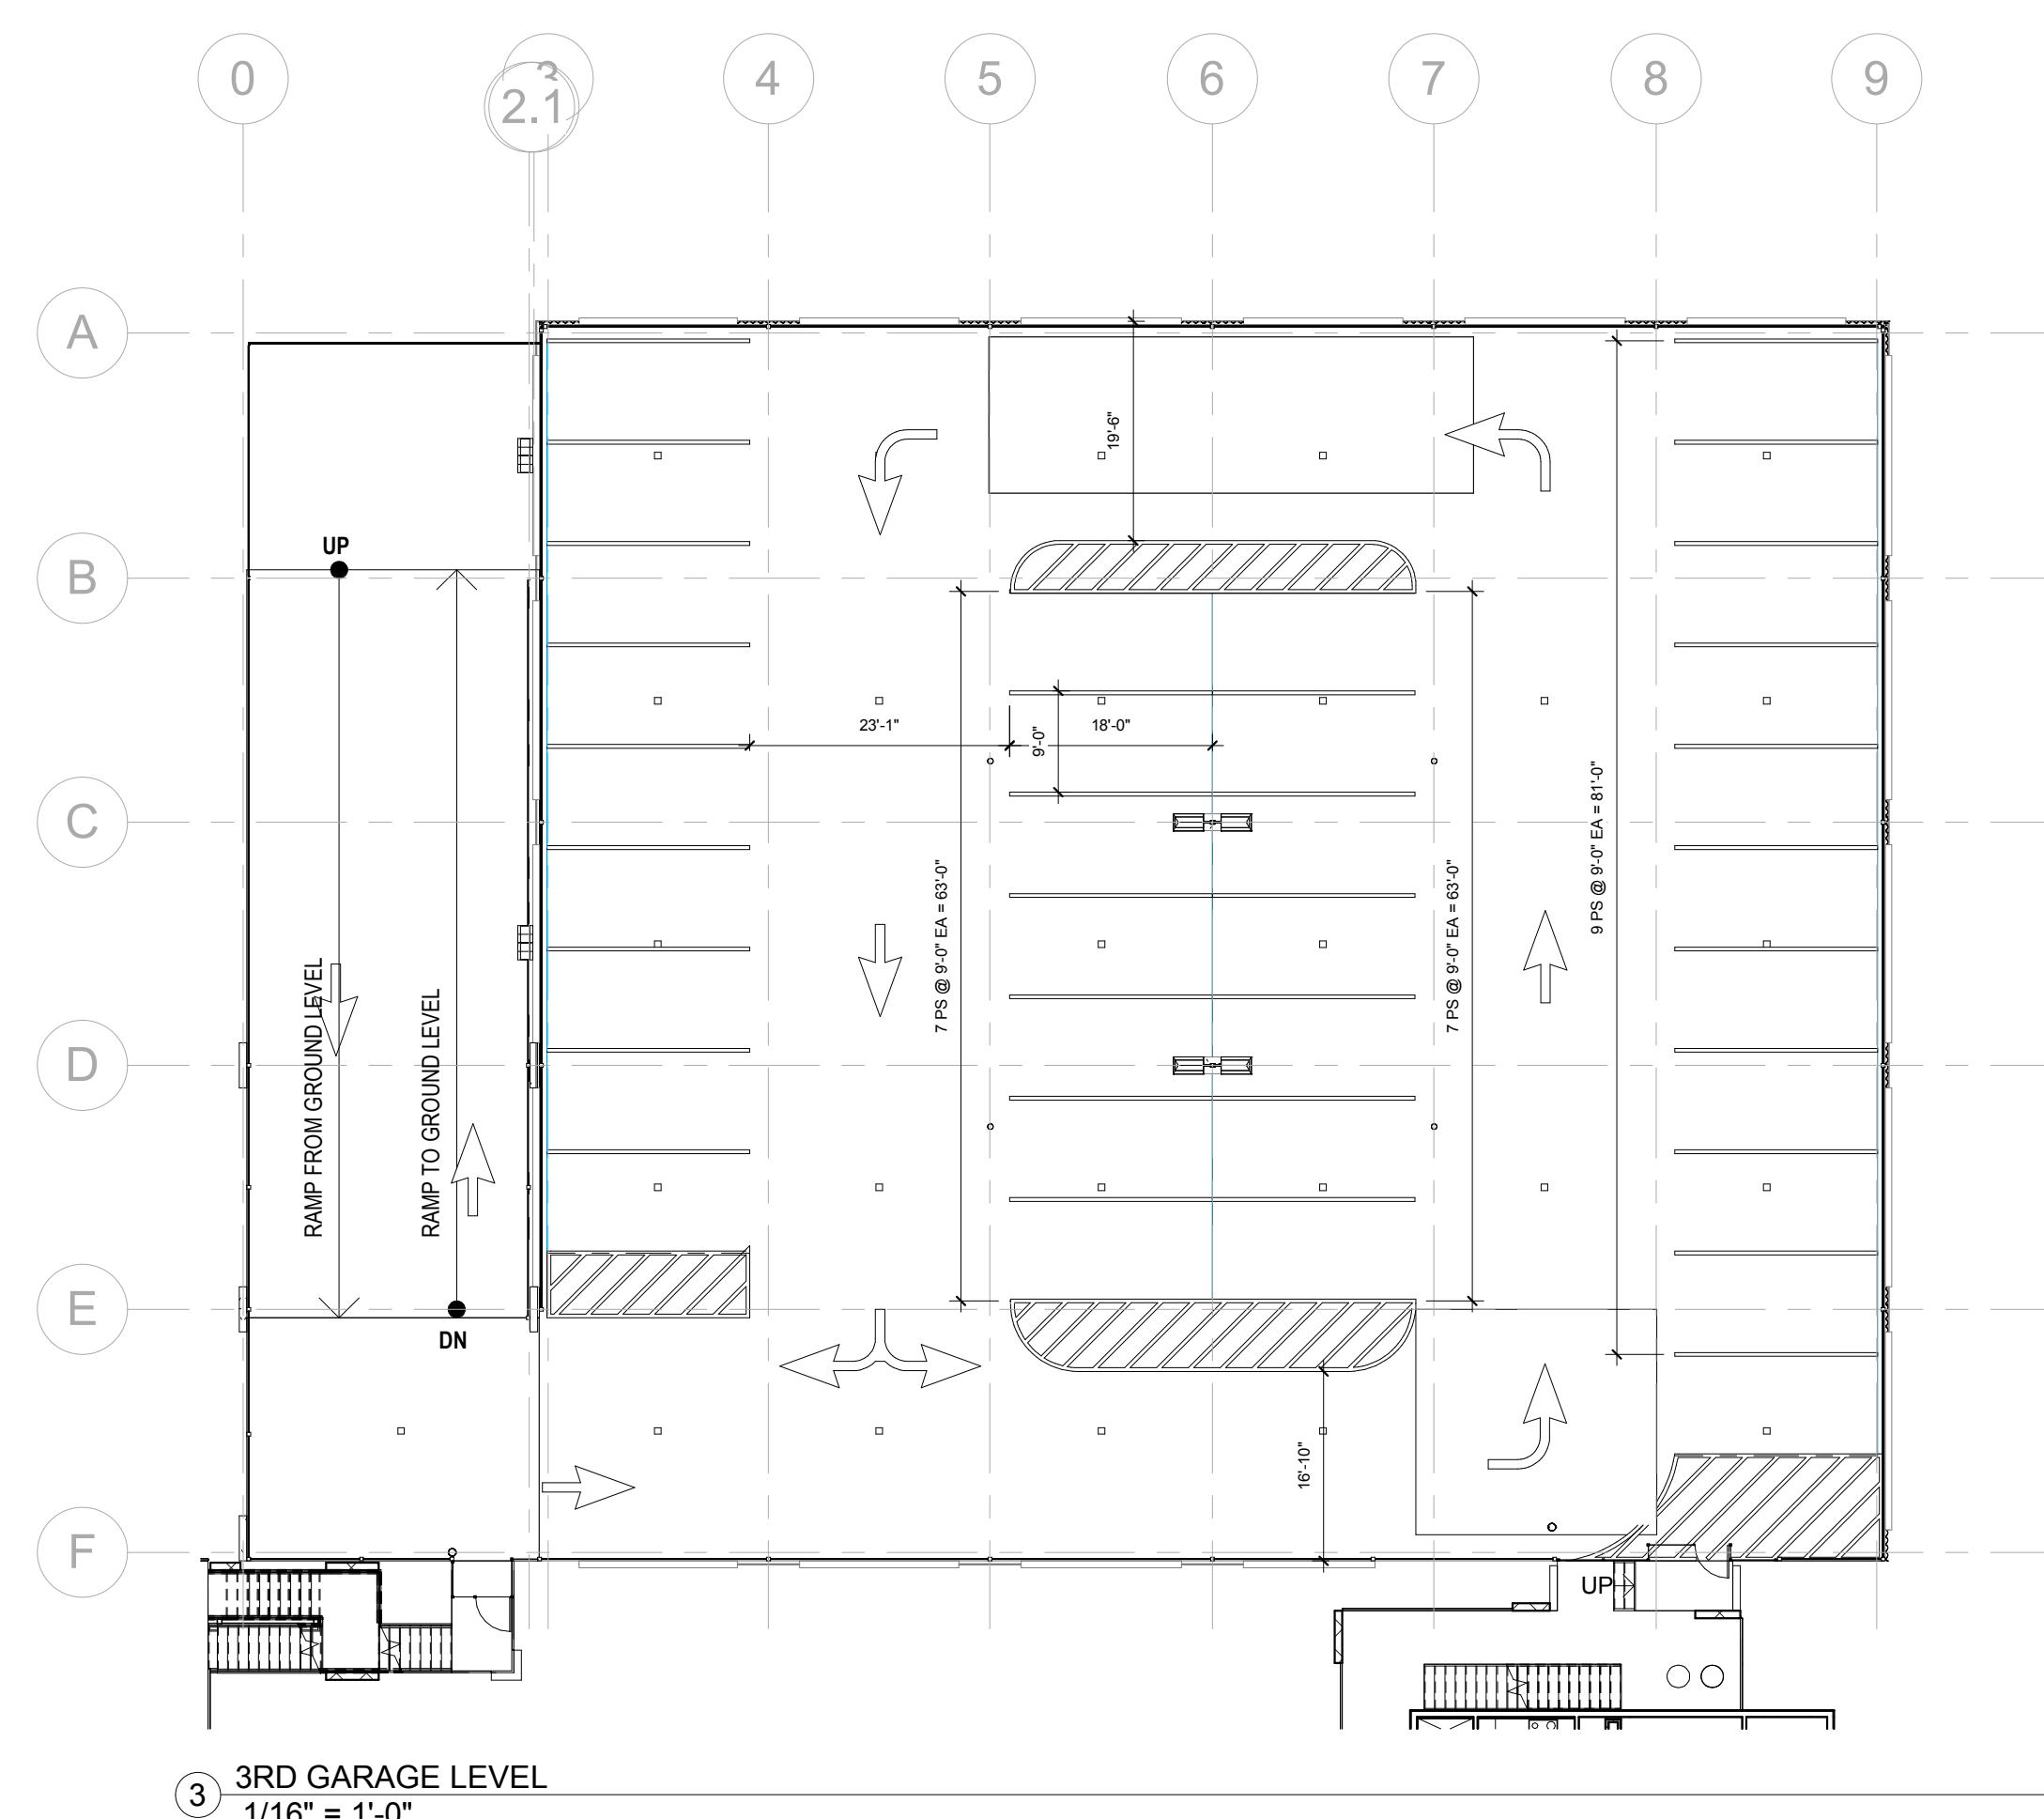 0
3
2.1
4
5
6
7
8
9
A
B
C
D
E
F
19'-6"
UP
23'-1"
9'-0"
18'-0"
7 PS @ 9'-0" EA = 63'-0"
7 PS @ 9'-0" EA = 63'-0"
9 PS @ 9'-0" EA = 81'-0"
RAMP FROM GROUND LEVEL
RAMP TO GROUND LEVEL
DN
16'-10"
UP
3
3RD GARAGE LEVEL
1/16" = 1'-0"